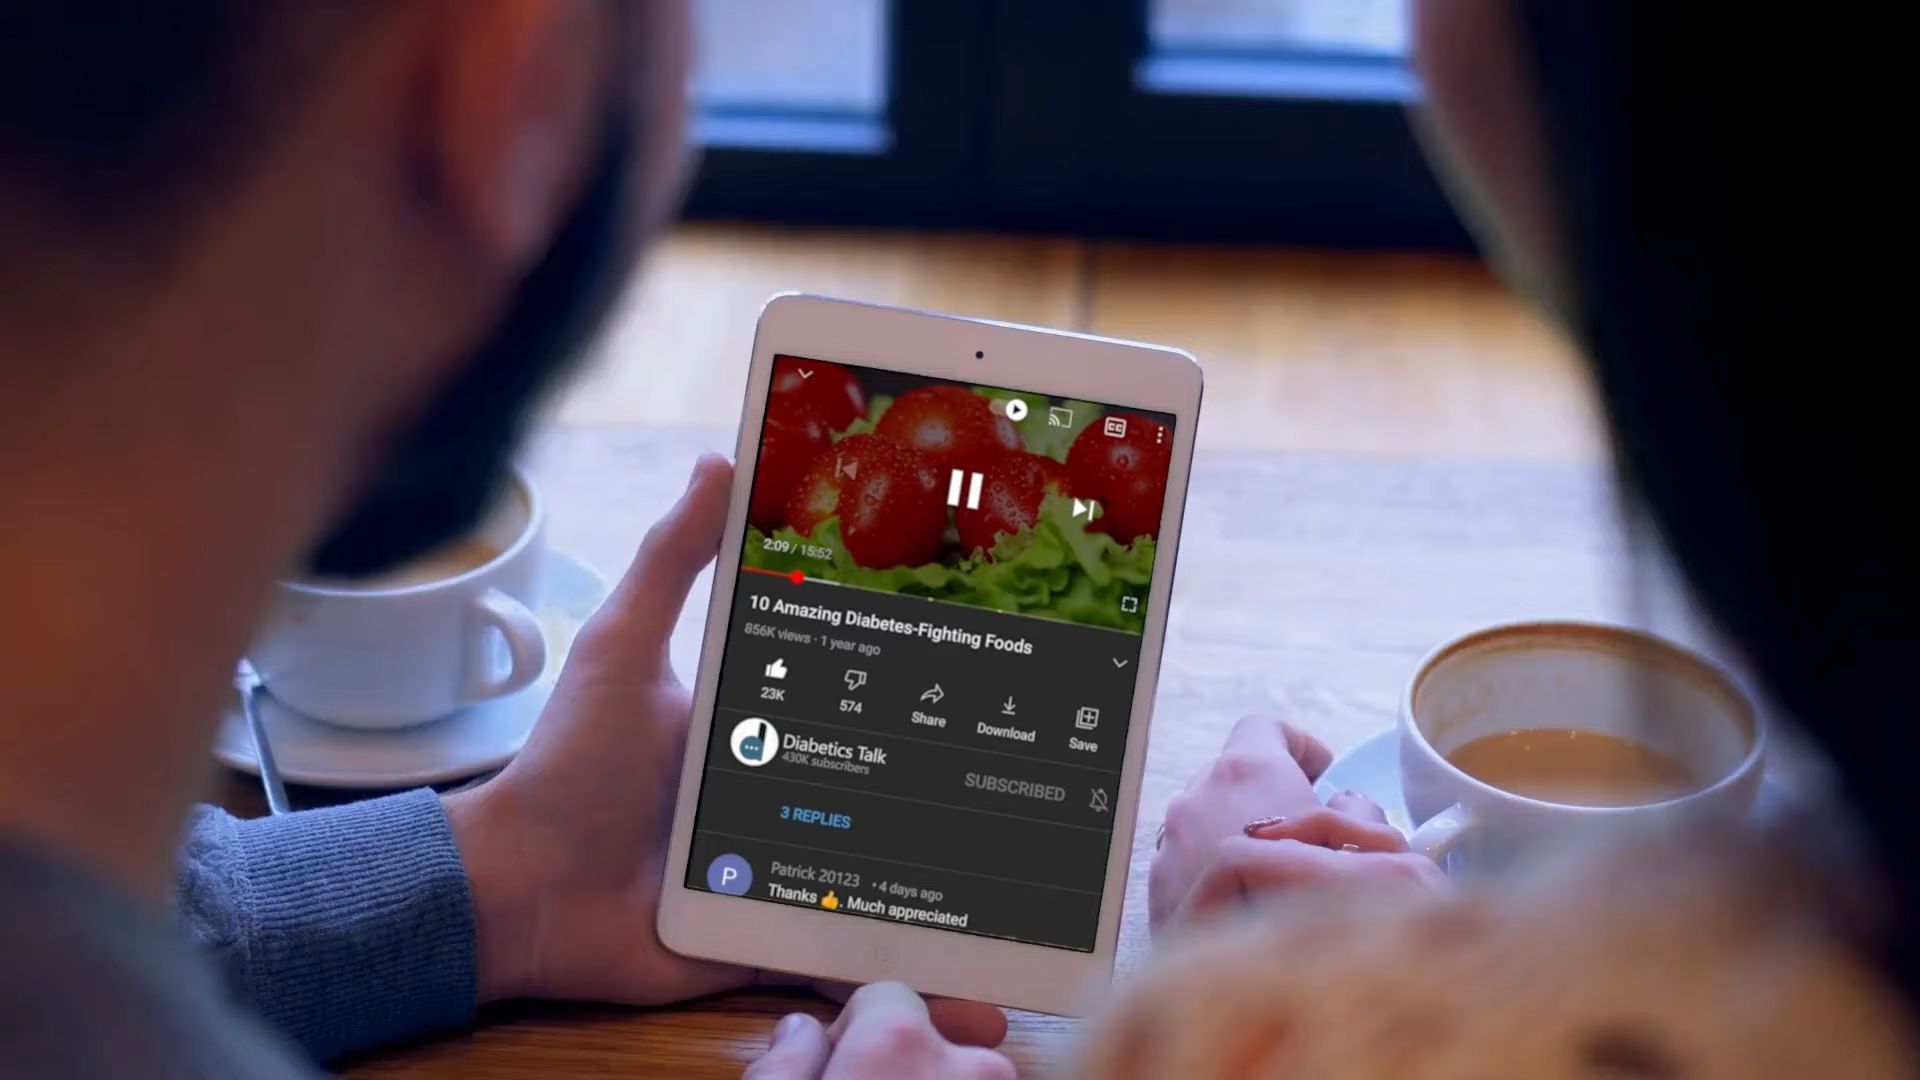 CC
2:09 / 15:52
10 Amazing Diabetes-Fighting Foods
856K views · 1 year ago
23K
574
Share
Download
Save
Diabetics Talk
430K subscribers
SUBSCRIBED
3 REPLIES
P
Patrick 20123 • 4 days ago
Thanks 👍. Much appreciated